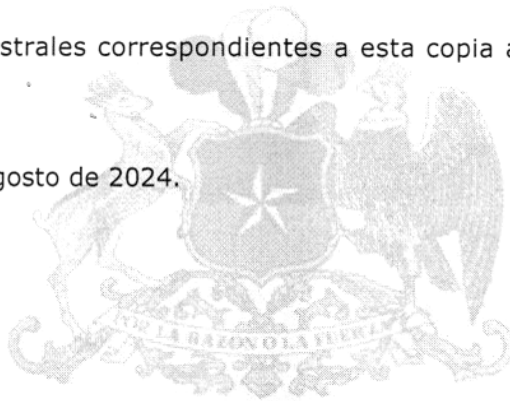 strales correspondientes a esta copia a
gosto de 2024.
POR LA RAZON O LA FUERZA